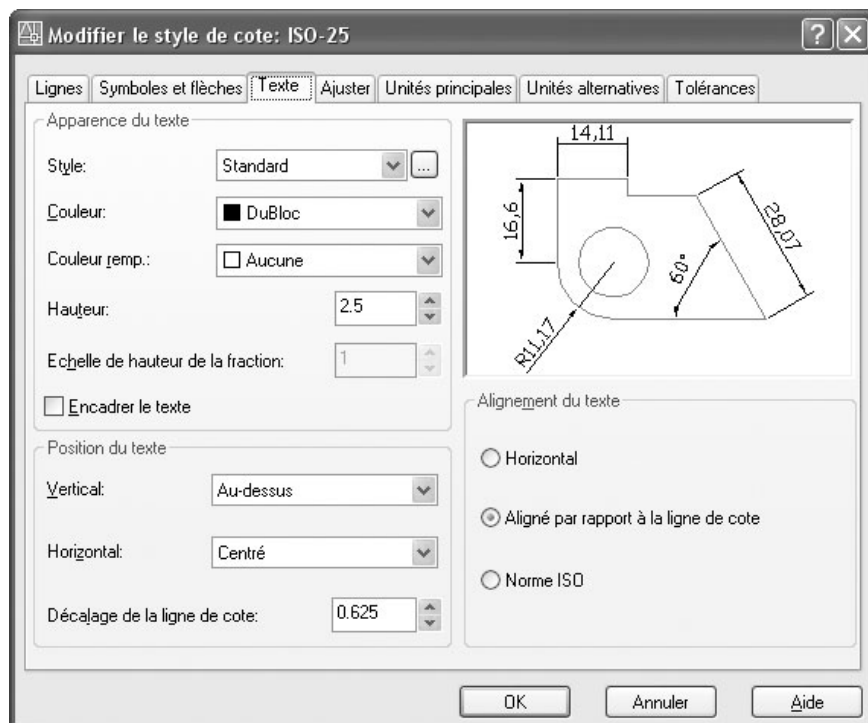 Modifier le style de cote: ISO-25
Lignes Symboles et flèches Texte Ajuster Unités principales Unités alternatives Tolérances
Apparence du texte
Style: Standard ...
Couleur: DuBloc
Couleur remp.: Aucune
Hauteur: 2.5
Echelle de hauteur de la fraction: 1
Encadrer le texte
Position du texte
Vertical: Au-dessus
Horizontal: Centré
Décalage de la ligne de cote: 0.625
14,11
16,6
28,07
60°
R11,17
Alignement du texte
Horizontal
Aligné par rapport à la ligne de cote
Norme ISO
OK Annuler Aide